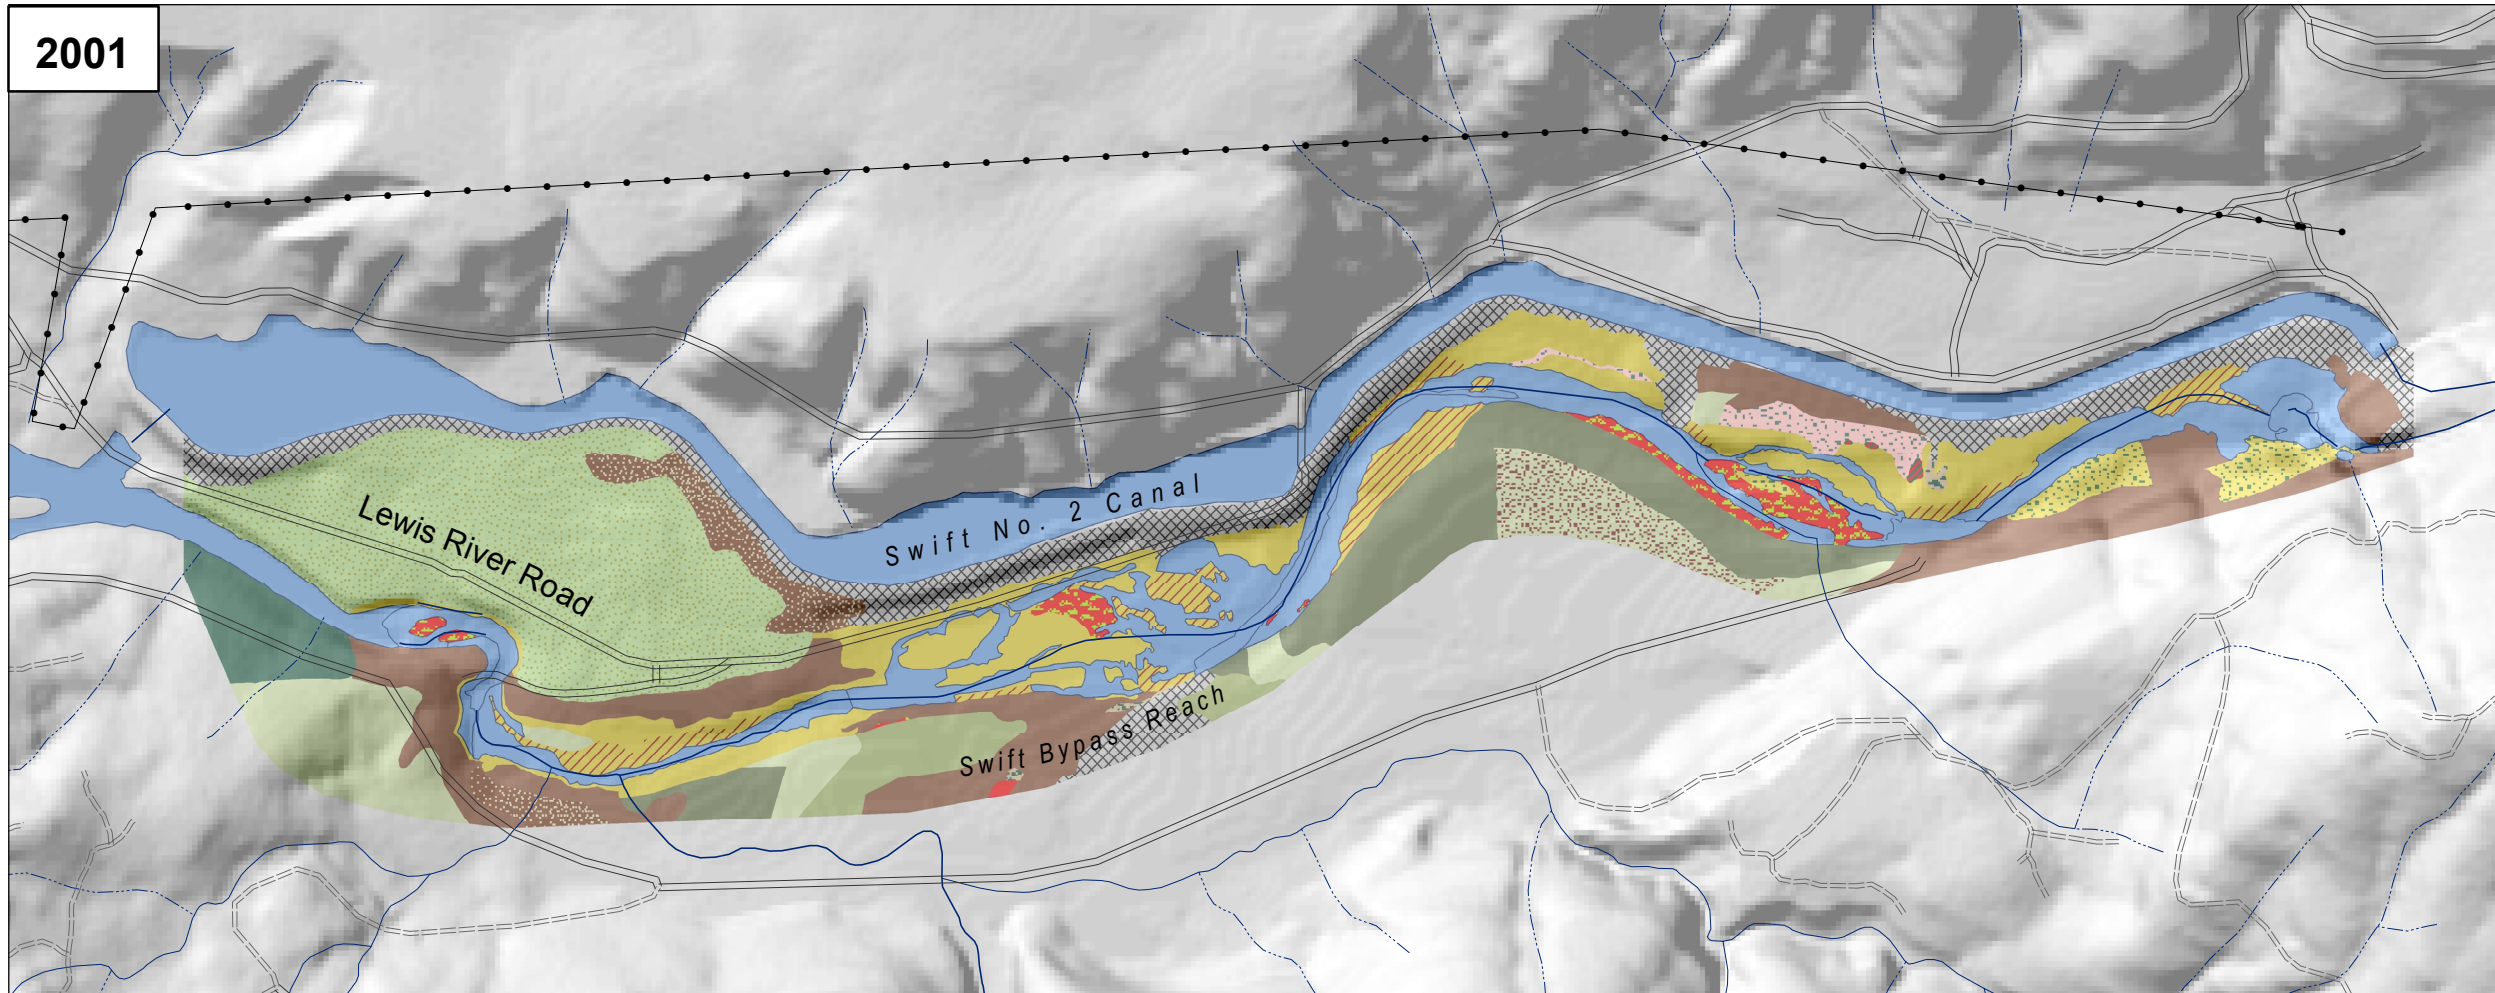 2001
Swift No. 2 Canal
Lewis River Road
Swift Bypass Reach